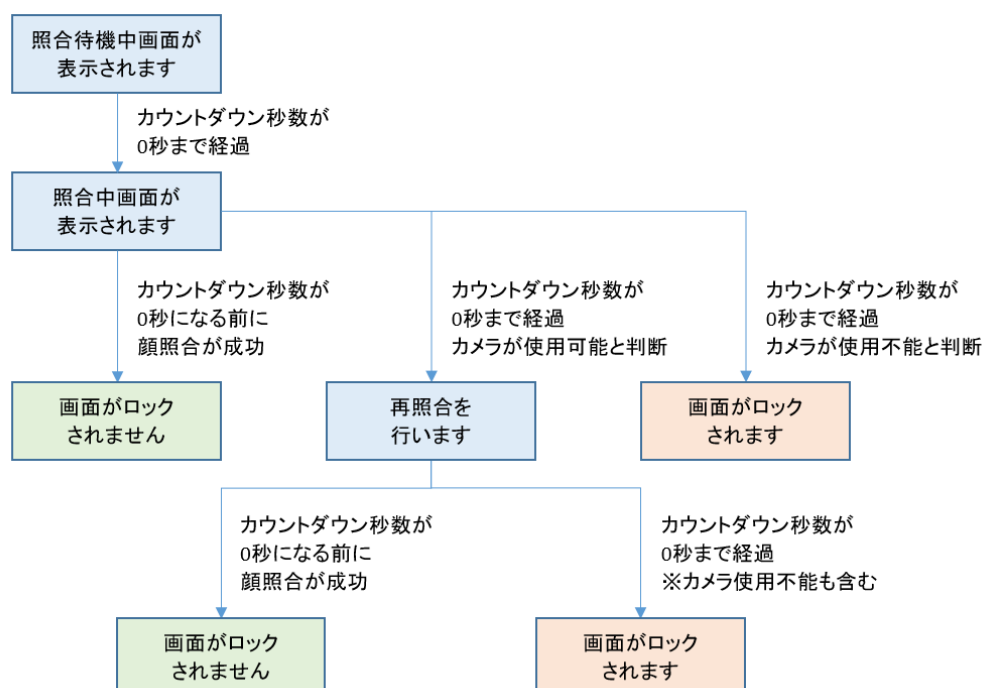 照合待機中画面が
表示されます
カウントダウン秒数が
0秒まで経過
照合中画面が
表示されます
カウントダウン秒数が
0秒になる前に
顔照合が成功
カウントダウン秒数が
0秒まで経過
カメラが使用可能と判断
カウントダウン秒数が
0秒まで経過
カメラが使用不能と判断
画面がロック
されません
再照合を
行います
画面がロック
されます
カウントダウン秒数が
0秒になる前に
顔照合が成功
カウントダウン秒数が
0秒まで経過
※カメラ使用不能も含む
画面がロック
されません
画面がロック
されます